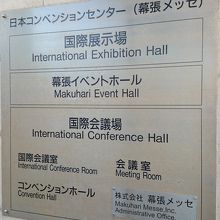 日本コンベンションセンター（幕張メッセ）
国際展示場
International Exhibition Hall
幕張イベントホール
Makuhari Event Hall
国際会議場
International Conference Hall
国際会議室
International Conference Room
会議室
Meeting Room
コンベンションホール
Convention Hall
株式会社 幕張メッセ
Makuhari Messe,Inc.
Administrative Office.